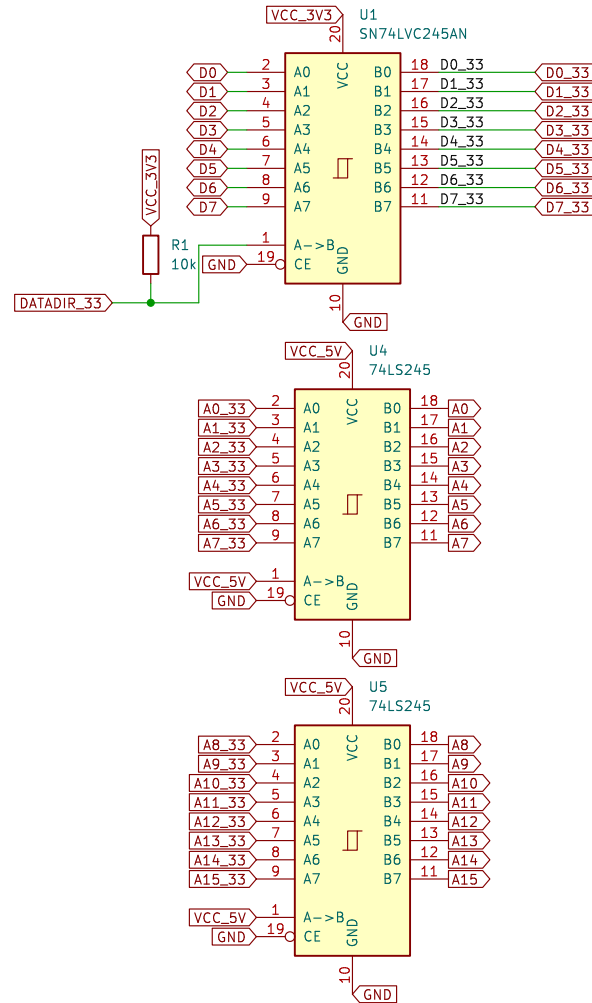 VCC_3V3 U1
SN74LVC245AN
20
VCC
D0 2 A0 B0 18 D0_33 D0_33
D1 3 A1 B1 17 D1_33 D1_33
D2 4 A2 B2 16 D2_33 D2_33
D3 5 A3 B3 15 D3_33 D3_33
D4 6 A4 B4 14 D4_33 D4_33
D5 7 A5 B5 13 D5_33 D5_33
D6 8 A6 B6 12 D6_33 D6_33
D7 9 A7 B7 11 D7_33 D7_33
VCC_3V3
R1 1 A->B
10k GND 19 CE
GND
DATADIR_33 10
GND
VCC_5V U4
74LS245
20
VCC
A0_33 2 A0 B0 18 A0
A1_33 3 A1 B1 17 A1
A2_33 4 A2 B2 16 A2
A3_33 5 A3 B3 15 A3
A4_33 6 A4 B4 14 A4
A5_33 7 A5 B5 13 A5
A6_33 8 A6 B6 12 A6
A7_33 9 A7 B7 11 A7
VCC_5V 1 A->B
GND 19 CE
GND
10
GND
VCC_5V U5
74LS245
20
VCC
A8_33 2 A0 B0 18 A8
A9_33 3 A1 B1 17 A9
A10_33 4 A2 B2 16 A10
A11_33 5 A3 B3 15 A11
A12_33 6 A4 B4 14 A12
A13_33 7 A5 B5 13 A13
A14_33 8 A6 B6 12 A14
A15_33 9 A7 B7 11 A15
VCC_5V 1 A->B
GND 19 CE
GND
10
GND